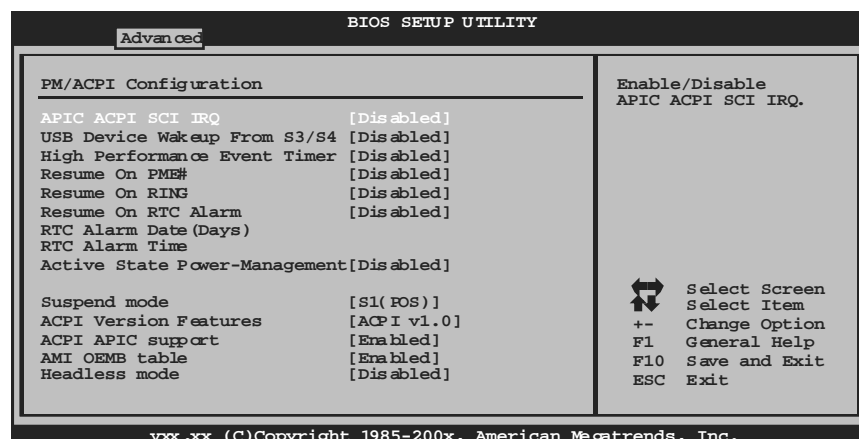 BIOS SETUP UTILITY
Advanced
PM/ACPI Configuration
APIC ACPI SCI IRQ [Disabled]
USB Device Wakeup From S3/S4 [Disabled]
High Performance Event Timer [Disabled]
Resume On PME# [Disabled]
Resume On RING [Disabled]
Resume On RTC Alarm [Disabled]
RTC Alarm Date(Days)
RTC Alarm Time
Active State Power-Management[Disabled]
Suspend mode [S1(POS)]
ACPI Version Features [ACPI v1.0]
ACPI APIC support [Enabled]
AMI OEMB table [Enabled]
Headless mode [Disabled]
Enable/Disable
APIC ACPI SCI IRQ.
Select Screen
Select Item
+- Change Option
F1 General Help
F10 Save and Exit
ESC Exit
vxx.xx (C)Copyright 1985-200x, American Megatrends, Inc.